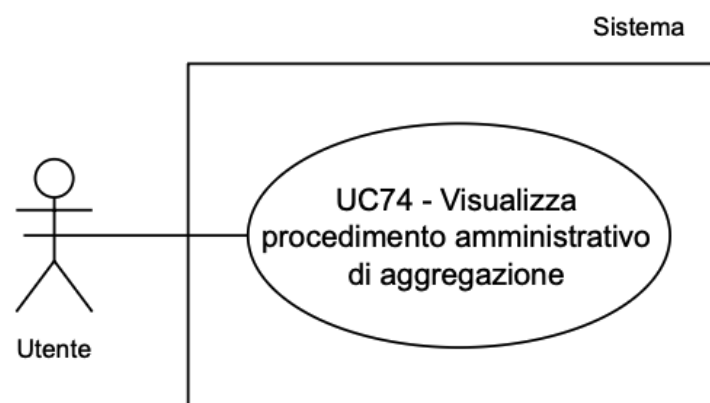 Sistema
UC74 - Visualizza
procedimento amministrativo
di aggregazione
Utente